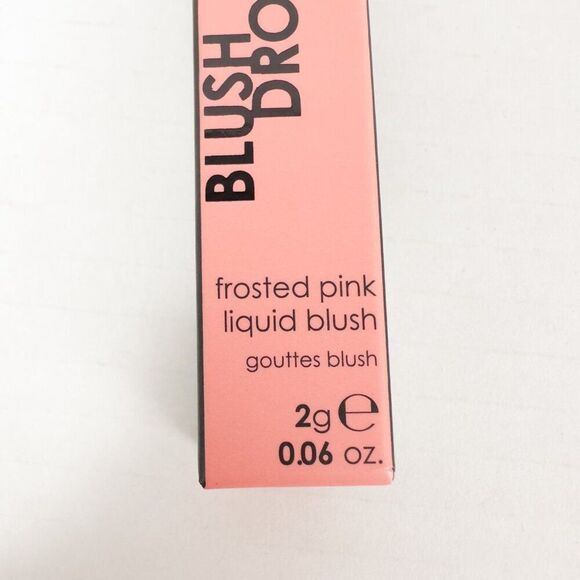 BLUSH
DRO
frosted pink
liquid blush
gouttes blush
2g ℮
0.06 oz.